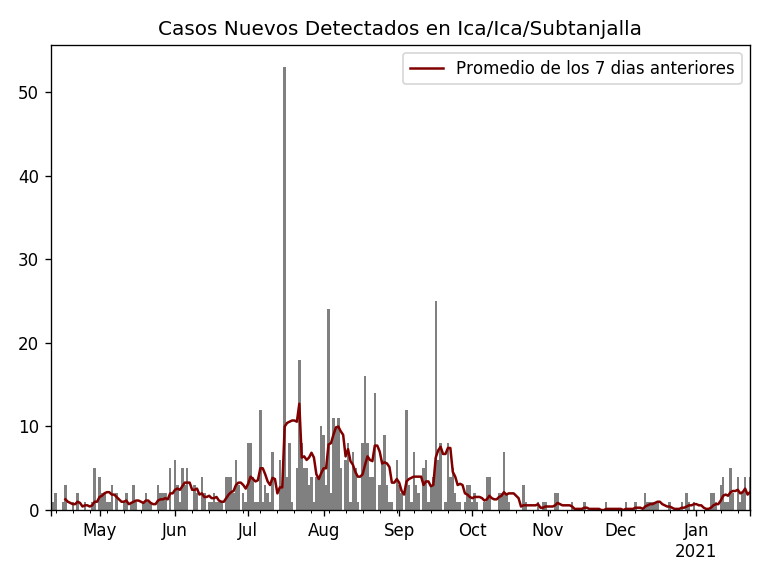 Casos Nuevos Detectados en Ica/Ica/Subtanjalla
Promedio de los 7 dias anteriores
50
40
30
20
10
0
May Jun Jul Aug Sep Oct Nov Dec Jan
2021